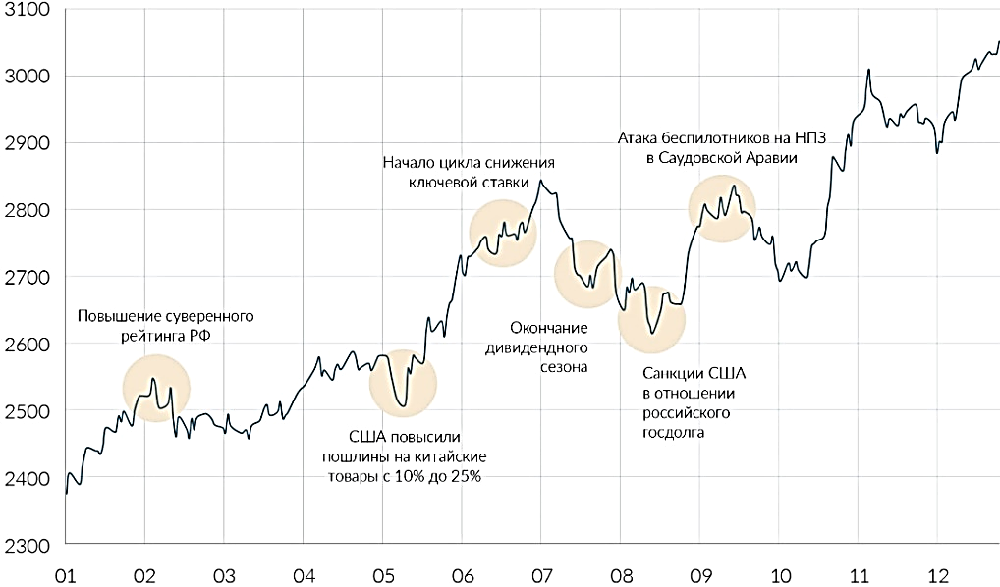 3100
3000
2900
2800
2700
2600
2500
2400
2300
Повышение суверенного
рейтинга РФ
США повысили
пошлины на китайские
товары с 10% до 25%
Начало цикла снижения
ключевой ставки
Окончание
дивидендного
сезона
Санкции США
в отношении
российского
госдолга
Атака беспилотников на НПЗ
в Саудовской Аравии
01 02 03 04 05 06 07 08 09 10 11 12